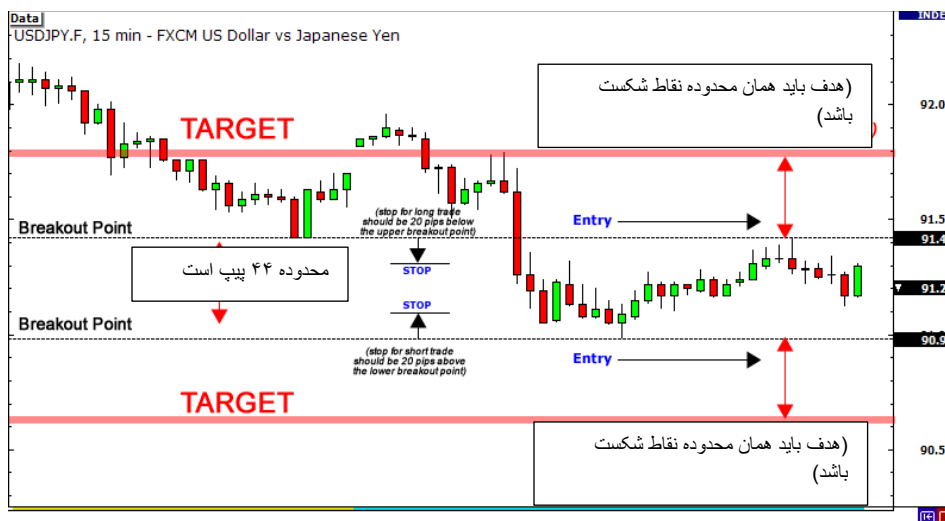 Data
INDE
USDJPY.F, 15 min - FXCM US Dollar vs Japanese Yen
(هدف باید همان محدوده نقاط شکست
باشد)
)
92.0
TARGET
(stop for long trade
should be 20 pips below
the upper breakout point)
Entry
91.5
Breakout Point
91.4
محدوده ۴۴ پیپ است
STOP
91.2
STOP
Breakout Point
90.9
(stop for short trade
should be 20 pips above
the lower breakout point)
Entry
TARGET
(هدف باید همان محدوده نقاط شکست
باشد)
90.5